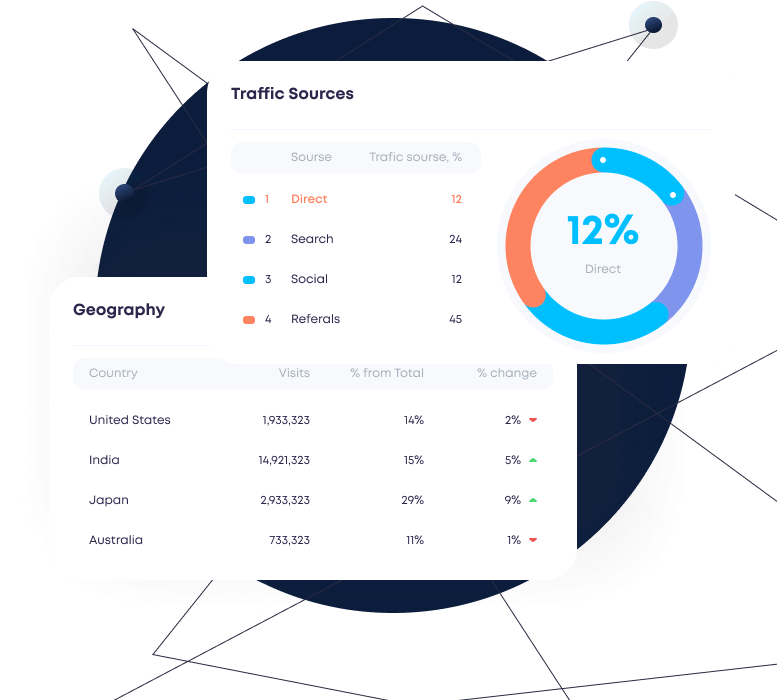 Traffic Sources
Sourse Trafic sourse, %
1 Direct 12
2 Search 24
3 Social 12
4 Referals 45
12%
Direct
Geography
Country Visits % from Total % change
United States 1,933,323 14% 2%
India 14,921,323 15% 5%
Japan 2,933,323 29% 9%
Australia 733,323 11% 1%